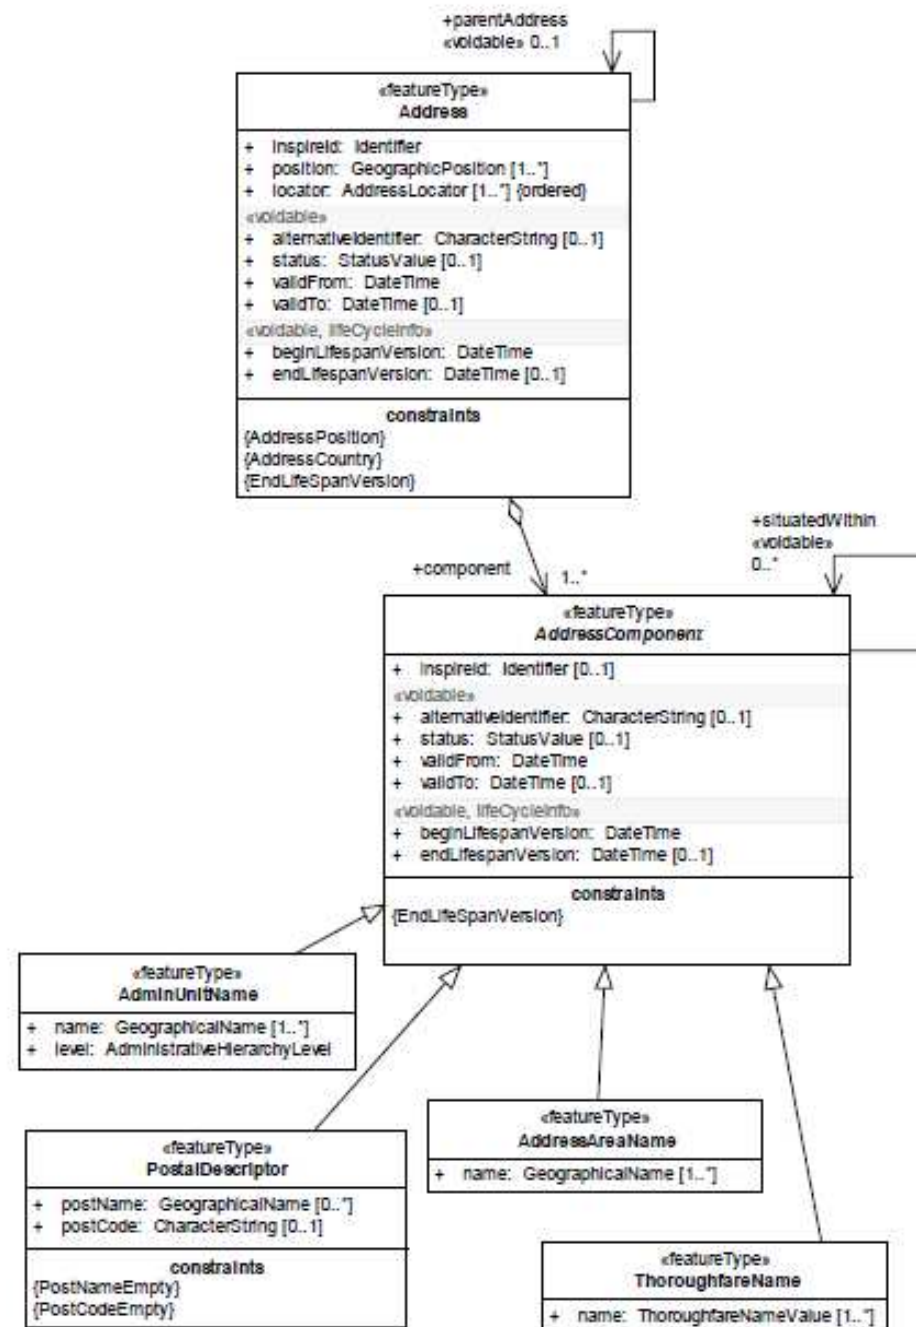 +parentAddress
«voidable» 0..1
«featureType»
Address
+ inspireId: Identifier
+ position: GeographicPosition [1..*]
+ locator: AddressLocator [1..*] {ordered}
«voidable»
+ alternativeIdentifier: CharacterString [0..1]
+ status: StatusValue [0..1]
+ validFrom: DateTime
+ validTo: DateTime [0..1]
«voidable, lifeCycleInfo»
+ beginLifespanVersion: DateTime
+ endLifespanVersion: DateTime [0..1]
constraints
{AddressPosition}
{AddressCountry}
{EndLifeSpanVersion}
+situatedWithin
«voidable»
0..*
+component
1..*
«featureType»
AddressComponent
+ inspireId: Identifier [0..1]
«voidable»
+ alternativeIdentifier: CharacterString [0..1]
+ status: StatusValue [0..1]
+ validFrom: DateTime
+ validTo: DateTime [0..1]
«voidable, lifeCycleInfo»
+ beginLifespanVersion: DateTime
+ endLifespanVersion: DateTime [0..1]
constraints
{EndLifeSpanVersion}
«featureType»
AdminUnitName
+ name: GeographicalName [1..*]
+ level: AdministrativeHierarchyLevel
«featureType»
AddressAreaName
+ name: GeographicalName [1..*]
«featureType»
PostalDescriptor
+ postName: GeographicalName [0..*]
+ postCode: CharacterString [0..1]
constraints
{PostNameEmpty}
{PostCodeEmpty}
«featureType»
ThoroughfareName
+ name: ThoroughfareNameValue [1..*]